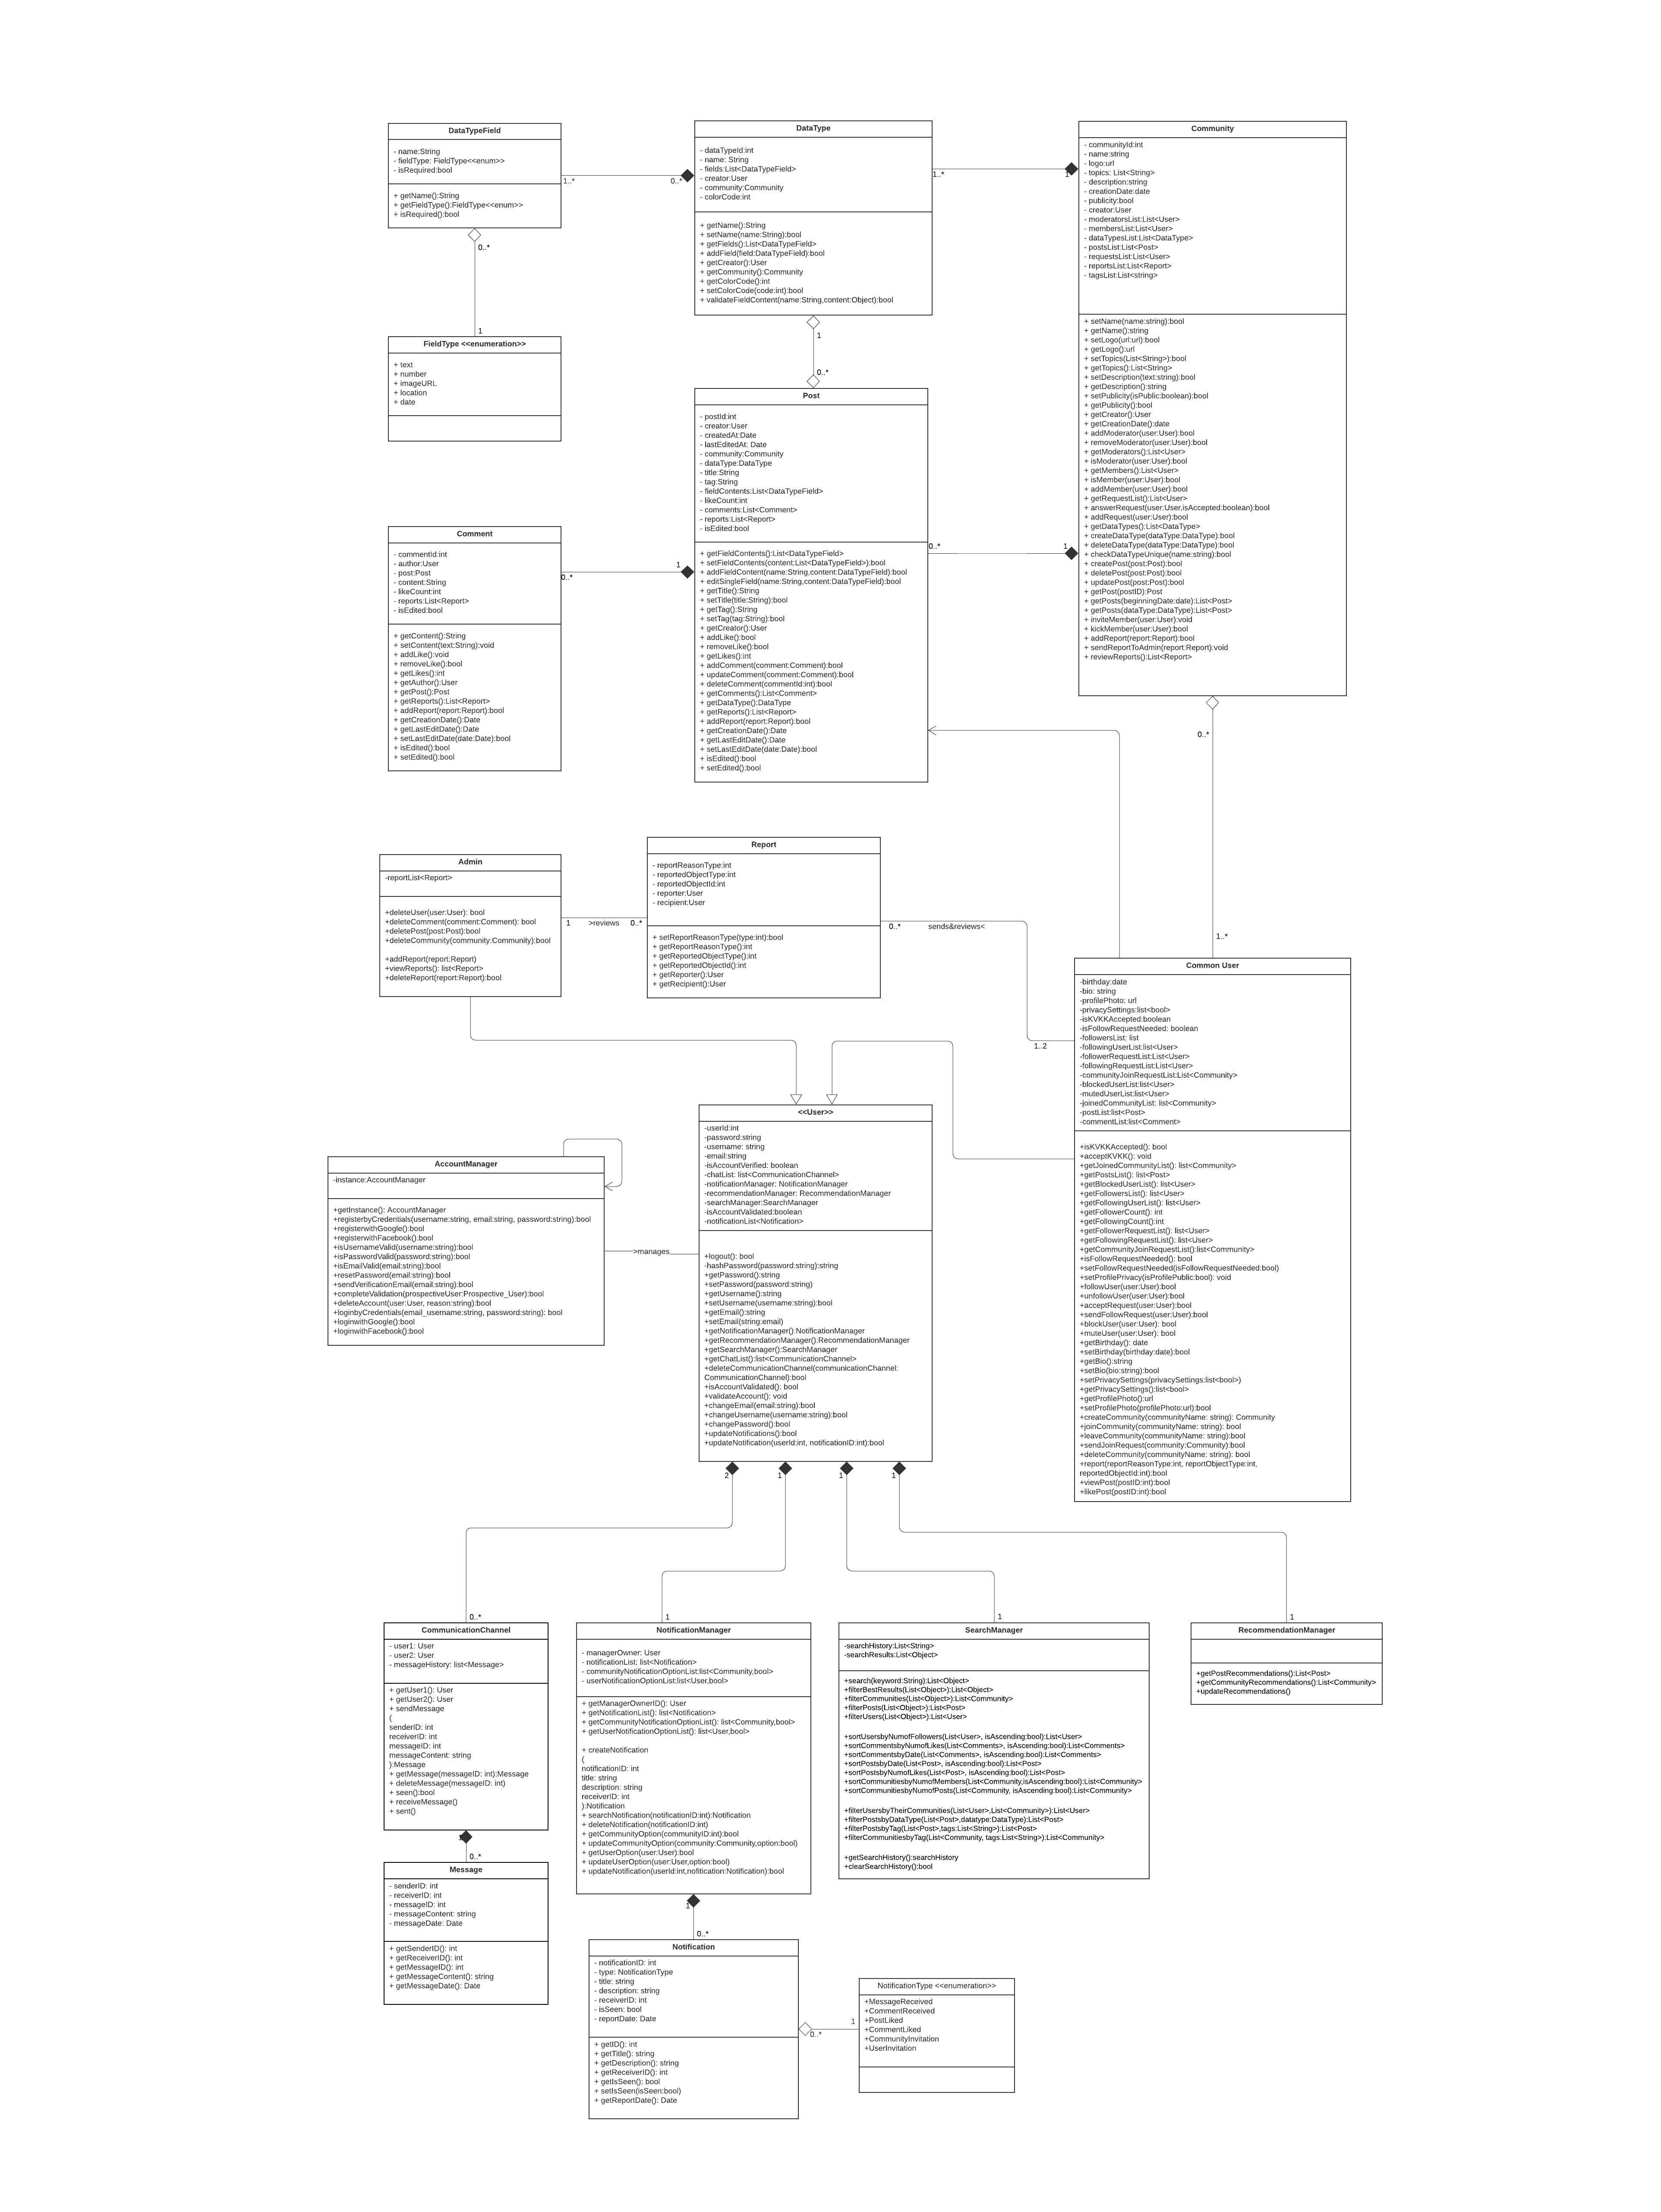 DataTypeField
- name:String
- fieldType: FieldType<<enum>>
- isRequired:bool
+ getName():String
+ getFieldType():FieldType<<enum>>
+ isRequired():bool
1..*
0..*
DataType
- dataTypeId:int
- name: String
- fields:List<DataTypeField>
- creator:User
- community:Community
- colorCode:int
+ getName():String
+ setName(name:String):bool
+ getFields():List<DataTypeField>
+ addField(field:DataTypeField):bool
+ getCreator():User
+ getCommunity():Community
+ getColorCode():int
+ setColorCode(code:int):bool
+ validateFieldContent(name:String,content:Object):bool
1..*
1
Community
- communityId:int
- name:string
- logo:url
- topics: List<String>
- description:string
- creationDate:date
- publicity:bool
- creator:User
- moderatorsList:List<User>
- membersList:List<User>
- dataTypesList:List<DataType>
- postsList:List<Post>
- requestsList:List<User>
- reportsList:List<Report>
- tagsList:List<string>
+ setName(name:string):bool
+ getName():string
+ setLogo(url:url):bool
+ getLogo():url
+ setTopics(List<String>):bool
+ getTopics():List<String>
+ setDescription(text:string):bool
+ getDescription():string
+ setPublicity(isPublic:boolean):bool
+ getPublicity():bool
+ getCreator():User
+ getCreationDate():date
+ addModerator(user:User):bool
+ removeModerator(user:User):bool
+ getModerators():List<User>
+ isModerator(user:User):bool
+ getMembers():List<User>
+ isMember(user:User):bool
+ addMember(user:User):bool
+ getRequestList():List<User>
+ answerRequest(user:User,isAccepted:boolean):bool
+ addRequest(user:User):bool
+ getDataTypes():List<DataType>
+ createDataType(dataType:DataType):bool
+ deleteDataType(dataType:DataType):bool
+ checkDataTypeUnique(name:string):bool
+ createPost(post:Post):bool
+ deletePost(post:Post):bool
+ updatePost(post:Post):bool
+ getPost(postID):Post
+ getPosts(beginningDate:date):List<Post>
+ getPosts(dataType:DataType):List<Post>
+ inviteMember(user:User):void
+ kickMember(user:User):bool
+ addReport(report:Report):bool
+ sendReportToAdmin(report:Report):void
+ reviewReports():List<Report>
0..*
1
FieldType <<enumeration>>
+ text
+ number
+ imageURL
+ location
+ date
1
0..*
Post
- postId:int
- creator:User
- createdAt:Date
- lastEditedAt: Date
- community:Community
- dataType:DataType
- title:String
- tag:String
- fieldContents:List<DataTypeField>
- likeCount:int
- comments:List<Comment>
- reports:List<Report>
- isEdited:bool
+ getFieldContents():List<DataTypeField>
+ setFieldContents(content:List<DataTypeField>):bool
+ addFieldContent(name:String,content:DataTypeField):bool
+ editSingleField(name:String,content:DataTypeField):bool
+ getTitle():String
+ setTitle(title:String):bool
+ getTag():String
+ setTag(tag:String):bool
+ getCreator():User
+ addLike():bool
+ removeLike():bool
+ getLikes():int
+ addComment(comment:Comment):bool
+ updateComment(comment:Comment):bool
+ deleteComment(commentId:int):bool
+ getComments():List<Comment>
+ getDataType():DataType
+ getReports():List<Report>
+ addReport(report:Report):bool
+ getCreationDate():Date
+ getLastEditDate():Date
+ setLastEditDate(date:Date):bool
+ isEdited():bool
+ setEdited():bool
0..*
1
Comment
- commentId:int
- author:User
- post:Post
- content:String
- likeCount:int
- reports:List<Report>
- isEdited:bool
+ getContent():String
+ setContent(text:String):void
+ addLike():void
+ removeLike():bool
+ getLikes():int
+ getAuthor():User
+ getPost():Post
+ getReports():List<Report>
+ addReport(report:Report):bool
+ getCreationDate():Date
+ getLastEditDate():Date
+ setLastEditDate(date:Date):bool
+ isEdited():bool
+ setEdited():bool
0..*
1
0..*
1..*
Admin
-reportList<Report>
+deleteUser(user:User): bool
+deleteComment(comment:Comment): bool
+deletePost(post:Post):bool
+deleteCommunity(community:Community):bool
+addReport(report:Report)
+viewReports(): list<Report>
+deleteReport(report:Report):bool
1 >reviews 0..*
Report
- reportReasonType:int
- reportedObjectType:int
- reportedObjectId:int
- reporter:User
- recipient:User
+ setReportReasonType(type:int):bool
+ getReportReasonType():int
+ getReportedObjectType():int
+ getReportedObjectId():int
+ getReporter():User
+ getRecipient():User
0..* sends&reviews<
1..2
Common User
-birthday:date
-bio: string
-profilePhoto: url
-privacySettings:list<bool>
-isKVKKAccepted:boolean
-isFollowRequestNeeded: boolean
-followersList: list
-followingUserList:list<User>
-followerRequestList:List<User>
-followingRequestList:List<User>
-communityJoinRequestList:List<Community>
-blockedUserList:list<User>
-mutedUserList:list<User>
-joinedCommunityList: list<Community>
-postList:list<Post>
-commentList:list<Comment>
+isKVKKAccepted(): bool
+acceptKVKK(): void
+getJoinedCommunityList(): list<Community>
+getPostsList(): list<Post>
+getBlockedUserList(): list<User>
+getFollowersList(): list<User>
+getFollowingUserList(): list<User>
+getFollowerCount(): int
+getFollowingCount():int
+getFollowerRequestList(): list<User>
+getFollowingRequestList(): list<User>
+getCommunityJoinRequestList():list<Community>
+isFollowRequestNeeded(): bool
+setFollowRequestNeeded(isFollowRequestNeeded:bool)
+setProfilePrivacy(isProfilePublic:bool): void
+followUser(user:User):bool
+unfollowUser(user:User):bool
+acceptRequest(user:User):bool
+sendFollowRequest(user:User):bool
+blockUser(user:User): bool
+muteUser(user:User): bool
+getBirthday(): date
+setBirthday(birthday:date):bool
+getBio():string
+setBio(bio:string):bool
+setPrivacySettings(privacySettings:list<bool>)
+getPrivacySettings():list<bool>
+getProfilePhoto():url
+setProfilePhoto(profilePhoto:url):bool
+createCommunity(communityName: string): Community
+joinCommunity(communityName: string): bool
+leaveCommunity(communityName: string):bool
+sendJoinRequest(community:Community):bool
+deleteCommunity(communityName: string): bool
+report(reportReasonType:int, reportObjectType:int,
reportedObjectId:int):bool
+viewPost(postID:int):bool
+likePost(postID:int):bool
<<User>>
-userId:int
-password:string
-username: string
-email:string
-isAccountVerified: boolean
-chatList: list<CommunicationChannel>
-notificationManager: NotificationManager
-recommendationManager: RecommendationManager
-searchManager:SearchManager
-isAccountValidated:boolean
-notificationList<Notification>
+logout(): bool
-hashPassword(password:string):string
+getPassword():string
+setPassword(password:string)
+getUsername():string
+setUsername(username:string):bool
+getEmail():string
+setEmail(string:email)
+getNotificationManager():NotificationManager
+getRecommendationManager():RecommendationManager
+getSearchManager():SearchManager
+getChatList():list<CommunicationChannel>
+deleteCommunicationChannel(communicationChannel:
CommunicationChannel):bool
+isAccountValidated(): bool
+validateAccount(): void
+changeEmail(email:string):bool
+changeUsername(username:string):bool
+changePassword():bool
+updateNotifications():bool
+updateNotification(userId:int, notificationID:int):bool
AccountManager
-instance:AccountManager
+getInstance(): AccountManager
+registerbyCredentials(username:string, email:string, password:string):bool
+registerwithGoogle():bool
+registerwithFacebook():bool
+isUsernameValid(username:string):bool
+isPasswordValid(password:string):bool
+isEmailValid(email:string):bool
+resetPassword(email:string):bool
+sendVerificationEmail(email:string):bool
+completeValidation(prospectiveUser:Prospective_User):bool
+deleteAccount(user:User, reason:string):bool
+loginbyCredentials(email_username:string, password:string): bool
+loginwithGoogle():bool
+loginwithFacebook():bool
>manages
2
1
1
1
0..*
1
1
1
CommunicationChannel
- user1: User
- user2: User
- messageHistory: list<Message>
+ getUser1(): User
+ getUser2(): User
+ sendMessage
(
senderID: int
receiverID: int
messageID: int
messageContent: string
):Message
+ getMessage(messageID: int):Message
+ deleteMessage(messageID: int)
+ seen():bool
+ receiveMessage()
+ sent()
1
0..*
Message
- senderID: int
- receiverID: int
- messageID: int
- messageContent: string
- messageDate: Date
+ getSenderID(): int
+ getReceiverID(): int
+ getMessageID(): int
+ getMessageContent(): string
+ getMessageDate(): Date
NotificationManager
- managerOwner: User
- notificationList: list<Notification>
- communityNotificationOptionList:list<Community,bool>
- userNotificationOptionList:list<User,bool>
+ getManagerOwnerID(): User
+ getNotificationList(): list<Notification>
+ getCommunityNotificationOptionList(): list<Community,bool>
+ getUserNotificationOptionList(): list<User,bool>
+ createNotification
(
notificationID: int
title: string
description: string
receiverID: int
):Notification
+ searchNotification(notificationID:int):Notification
+ deleteNotification(notificationID:int)
+ getCommunityOption(communityID:int):bool
+ updateCommunityOption(community:Community,option:bool)
+ getUserOption(user:User):bool
+ updateUserOption(user:User,option:bool)
+ updateNotification(userId:int,nofitication:Notification):bool
1
0..*
Notification
- notificationID: int
- type: NotificationType
- title: string
- description: string
- receiverID: int
- isSeen: bool
- reportDate: Date
+ getID(): int
+ getTitle(): string
+ getDescription(): string
+ getReceiverID(): int
+ getIsSeen(): bool
+ setIsSeen(isSeen:bool)
+ getReportDate(): Date
0..*
1
NotificationType <<enumeration>>
+MessageReceived
+CommentReceived
+PostLiked
+CommentLiked
+CommunityInvitation
+UserInvitation
SearchManager
-searchHistory:List<String>
-searchResults:List<Object>
+search(keyword:String):List<Object>
+filterBestResults(List<Object>):List<Object>
+filterCommunities(List<Object>):List<Community>
+filterPosts(List<Object>):List<Post>
+filterUsers(List<Object>):List<User>
+sortUsersbyNumofFollowers(List<User>, isAscending:bool):List<User>
+sortCommentsbyNumofLikes(List<Comments>, isAscending:bool):List<Comments>
+sortCommentsbyDate(List<Comments>, isAscending:bool):List<Comments>
+sortPostsbyDate(List<Post>, isAscending:bool):List<Post>
+sortPostsbyNumofLikes(List<Post>, isAscending:bool):List<Post>
+sortCommunitiesbyNumofMembers(List<Community,isAscending:bool):List<Community>
+sortCommunitiesbyNumofPosts(List<Community, isAscending:bool):List<Community>
+filterUsersbyTheirCommunities(List<User>,List<Community>):List<User>
+filterPostsbyDataType(List<Post>,datatype:DataType):List<Post>
+filterPostsbyTag(List<Post>,tags:List<String>):List<Post>
+filterCommunitiesbyTag(List<Community, tags:List<String>):List<Community>
+getSearchHistory():searchHistory
+clearSearchHistory():bool
RecommendationManager
+getPostRecommendations():List<Post>
+getCommunityRecommendations():List<Community>
+updateRecommendations()